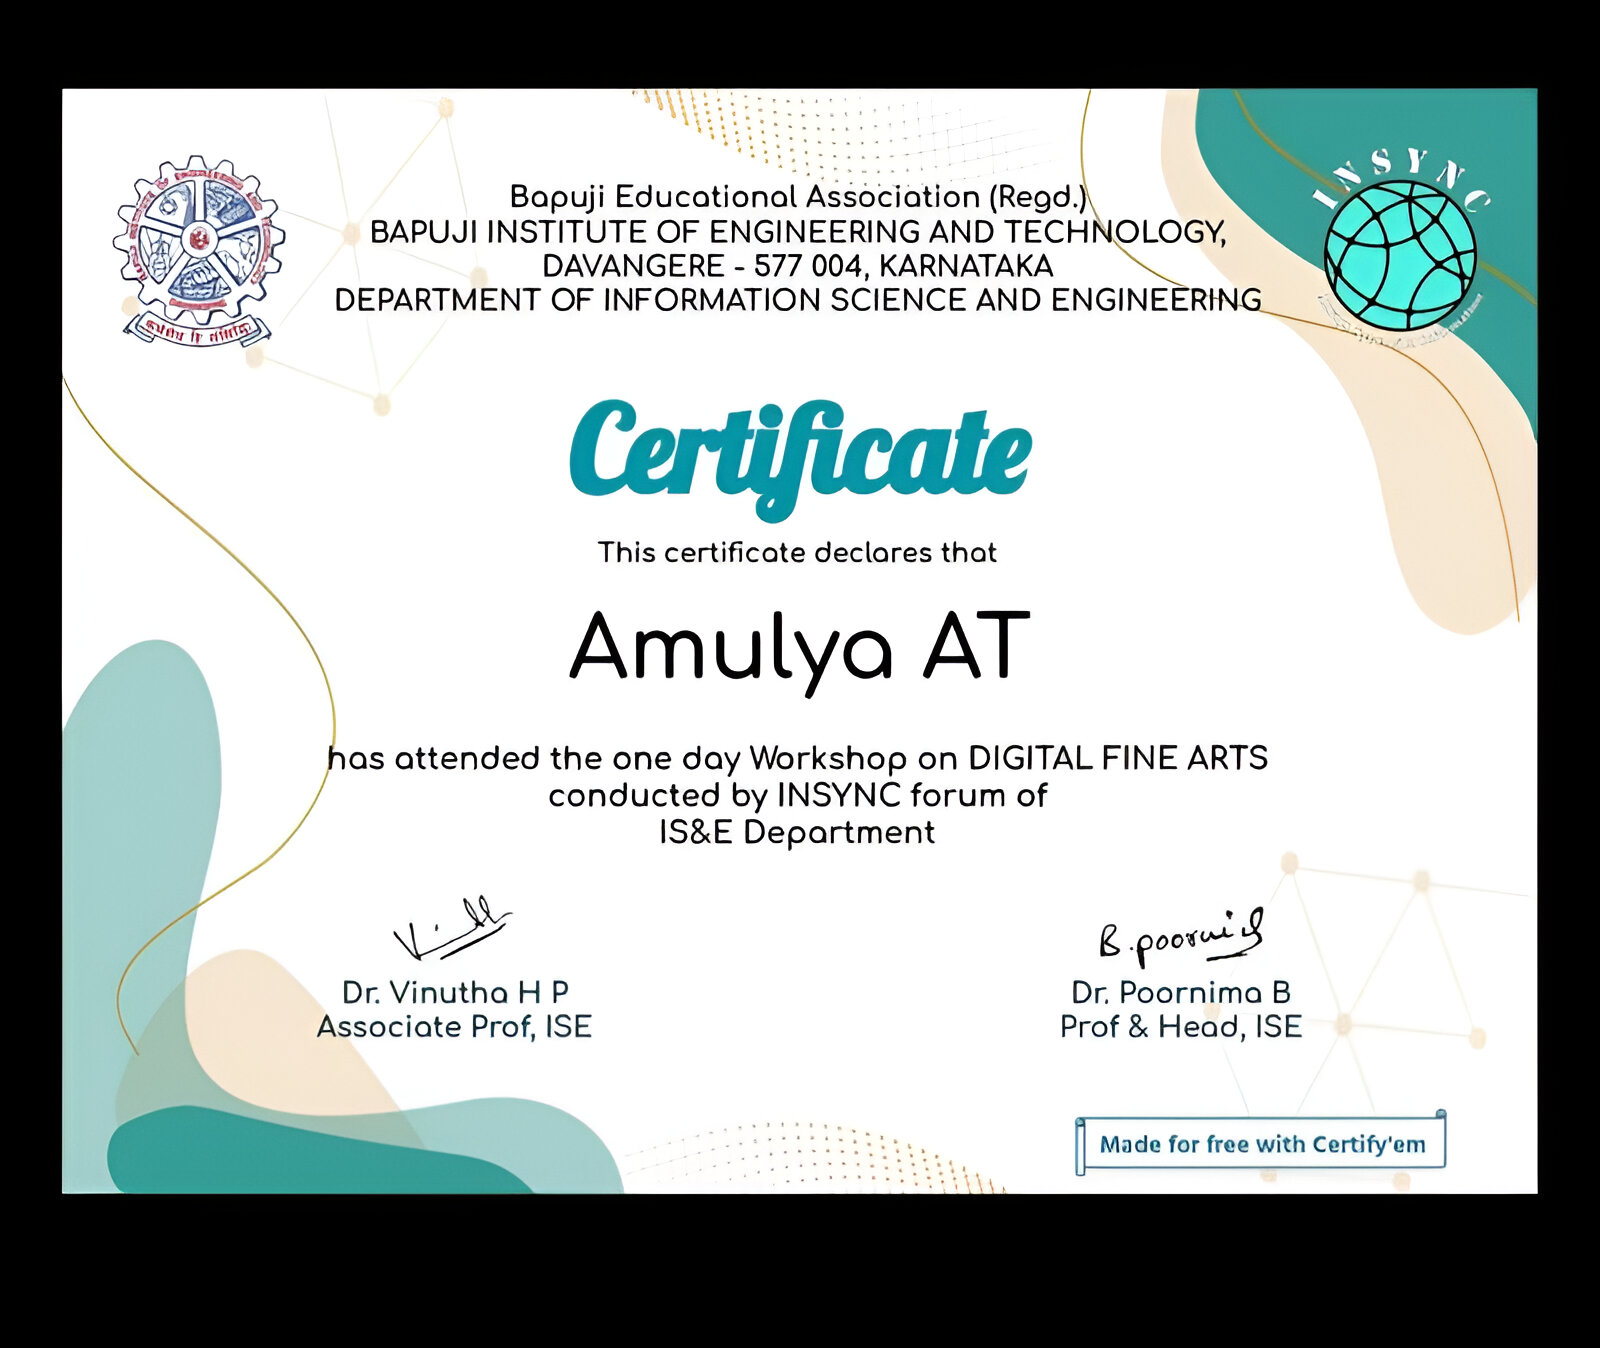 Bapuji Educational Association (Regd.)
BAPUJI INSTITUTE OF ENGINEERING AND TECHNOLOGY,
DAVANGERE - 577 004, KARNATAKA
DEPARTMENT OF INFORMATION SCIENCE AND ENGINEERING
INSYNC
Certificate
This certificate declares that
Amulya AT
has attended the one day Workshop on DIGITAL FINE ARTS
conducted by INSYNC forum of
IS&E Department
B.poornima
Dr. Vinutha H P
Associate Prof, ISE
Dr. Poornima B
Prof & Head, ISE
Made for free with Certify'em